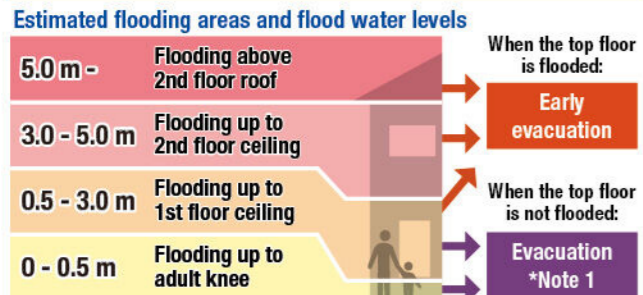 Estimated flooding areas and flood water levels
5.0 m -
Flooding above
2nd floor roof
3.0 - 5.0 m
Flooding up to
2nd floor ceiling
0.5 - 3.0 m
Flooding up to
1st floor ceiling
0 - 0.5 m
Flooding up to
adult knee
When the top floor
is flooded:
Early
evacuation
When the top floor
is not flooded:
Evacuation
*Note 1